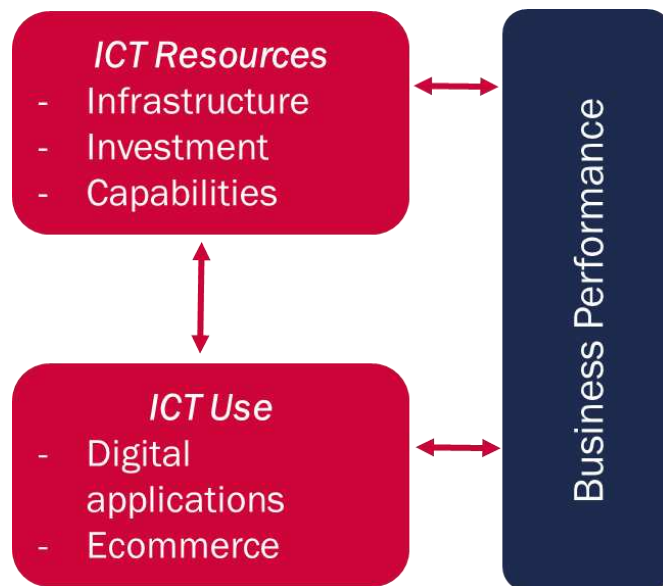 ICT Resources
- Infrastructure
- Investment
- Capabilities
ICT Use
- Digital
applications
- Ecommerce
Business Performance